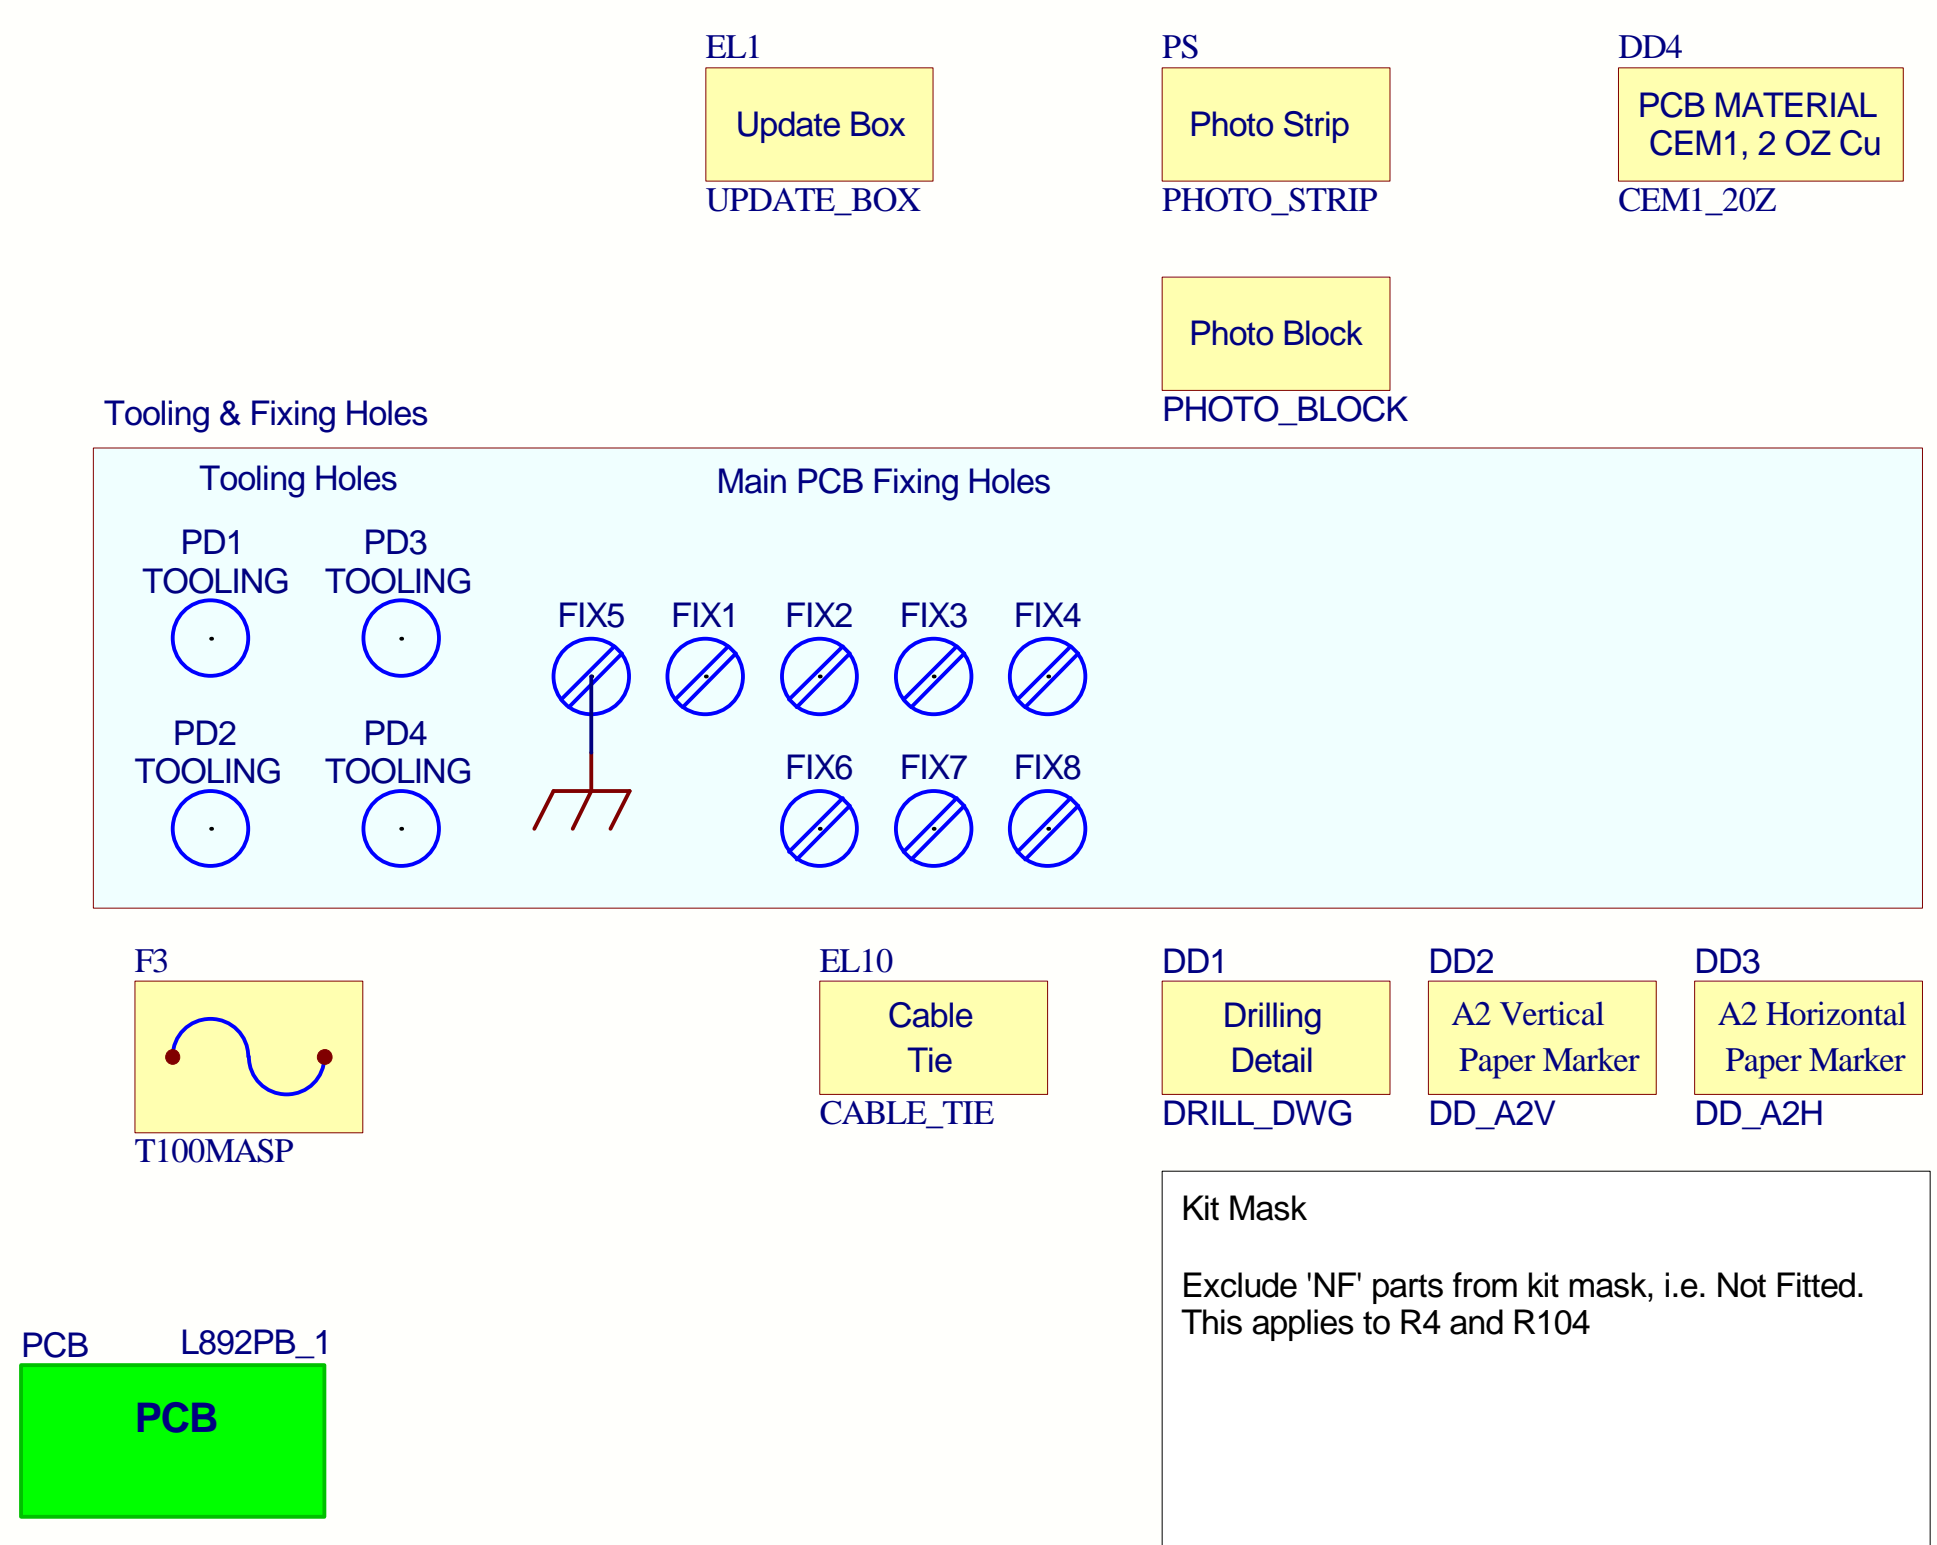 EL1
Update Box
UPDATE_BOX
PS
Photo Strip
PHOTO_STRIP
DD4
PCB MATERIAL
CEM1, 2 OZ Cu
CEM1_20Z
Photo Block
PHOTO_BLOCK
Tooling & Fixing Holes
Tooling Holes
Main PCB Fixing Holes
PD1
TOOLING
PD3
TOOLING
FIX5
FIX1
FIX2
FIX3
FIX4
PD2
TOOLING
PD4
TOOLING
FIX6
FIX7
FIX8
F3
T100MASP
EL10
Cable
Tie
CABLE_TIE
DD1
Drilling
Detail
DRILL_DWG
DD2
A2 Vertical
Paper Marker
DD_A2V
DD3
A2 Horizontal
Paper Marker
DD_A2H
Kit Mask
Exclude 'NF' parts from kit mask, i.e. Not Fitted.
This applies to R4 and R104
PCB
L892PB_1
PCB